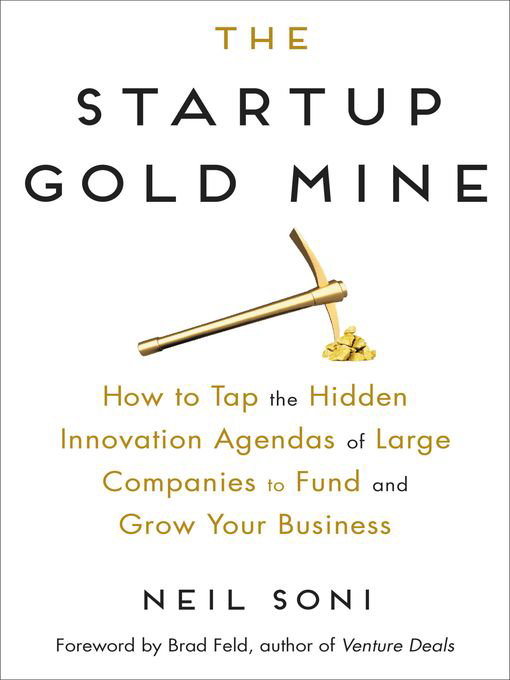 THE
STARTUP
GOLD MINE
How to Tap the Hidden
Innovation Agendas of Large
Companies to Fund and
Grow Your Business
NEIL SONI
Foreword by Brad Feld, author of Venture Deals